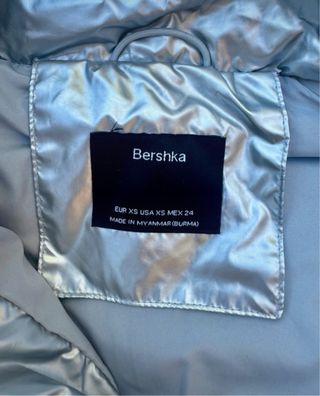 Bershka
EUR XS USA XS MEX 24
MADE IN MYANMAR (BURMA)